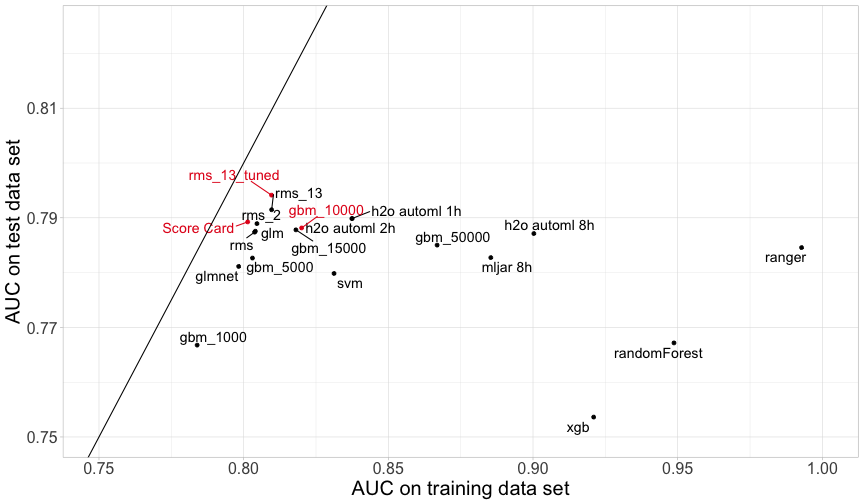 AUC on test data set
0.81
0.79
0.77
0.75
rms_13_tuned
rms_13
gbm_10000
h2o automl 1h
rms_2
Score Card
glm
h2o automl 2h
h2o automl 8h
rms
gbm_15000
gbm_50000
ranger
glmnet
gbm_5000
mljar 8h
svm
gbm_1000
randomForest
xgb
0.75
0.80
0.85
0.90
0.95
1.00
AUC on training data set